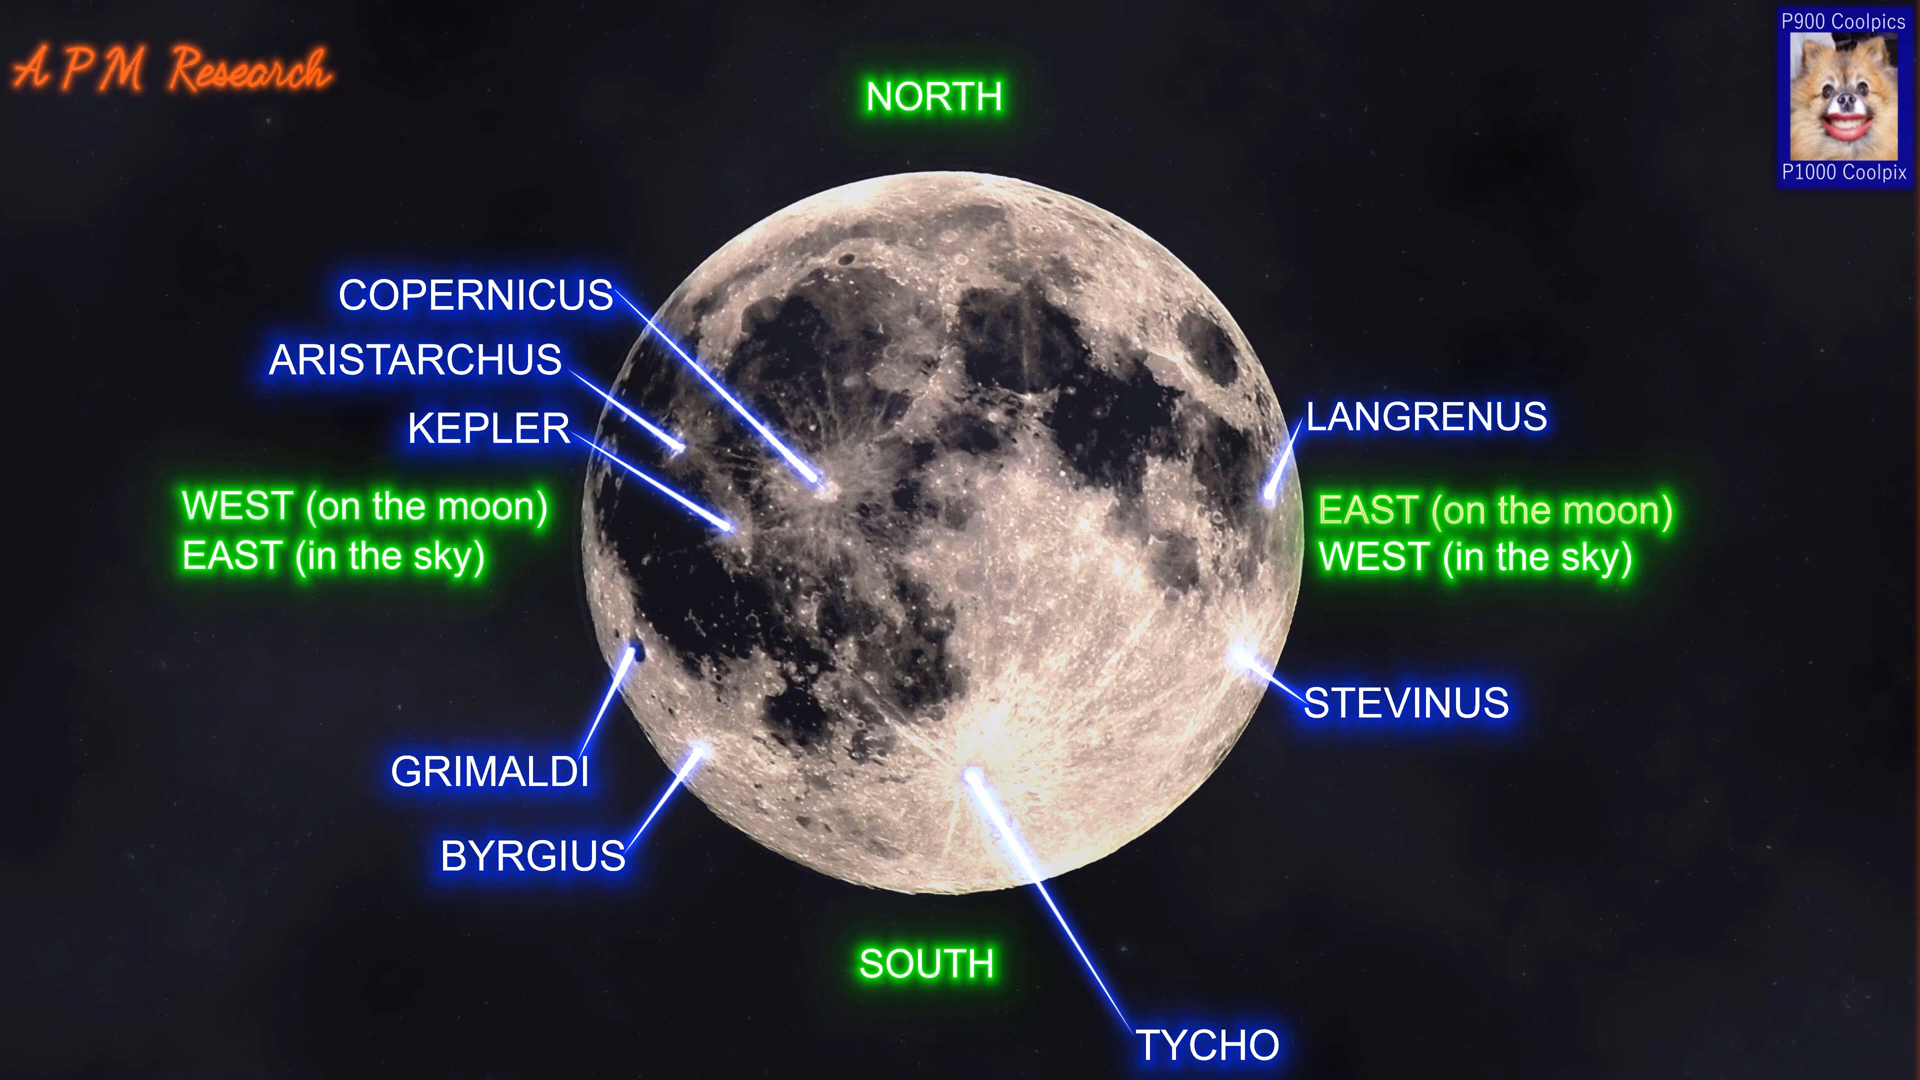 A P M Research
P900 Coolpics
P1000 Coolpix
NORTH
COPERNICUS
ARISTARCHUS
KEPLER
WEST (on the moon)
EAST (in the sky)
LANGRENUS
EAST (on the moon)
WEST (in the sky)
STEVINUS
GRIMALDI
BYRGIUS
SOUTH
TYCHO